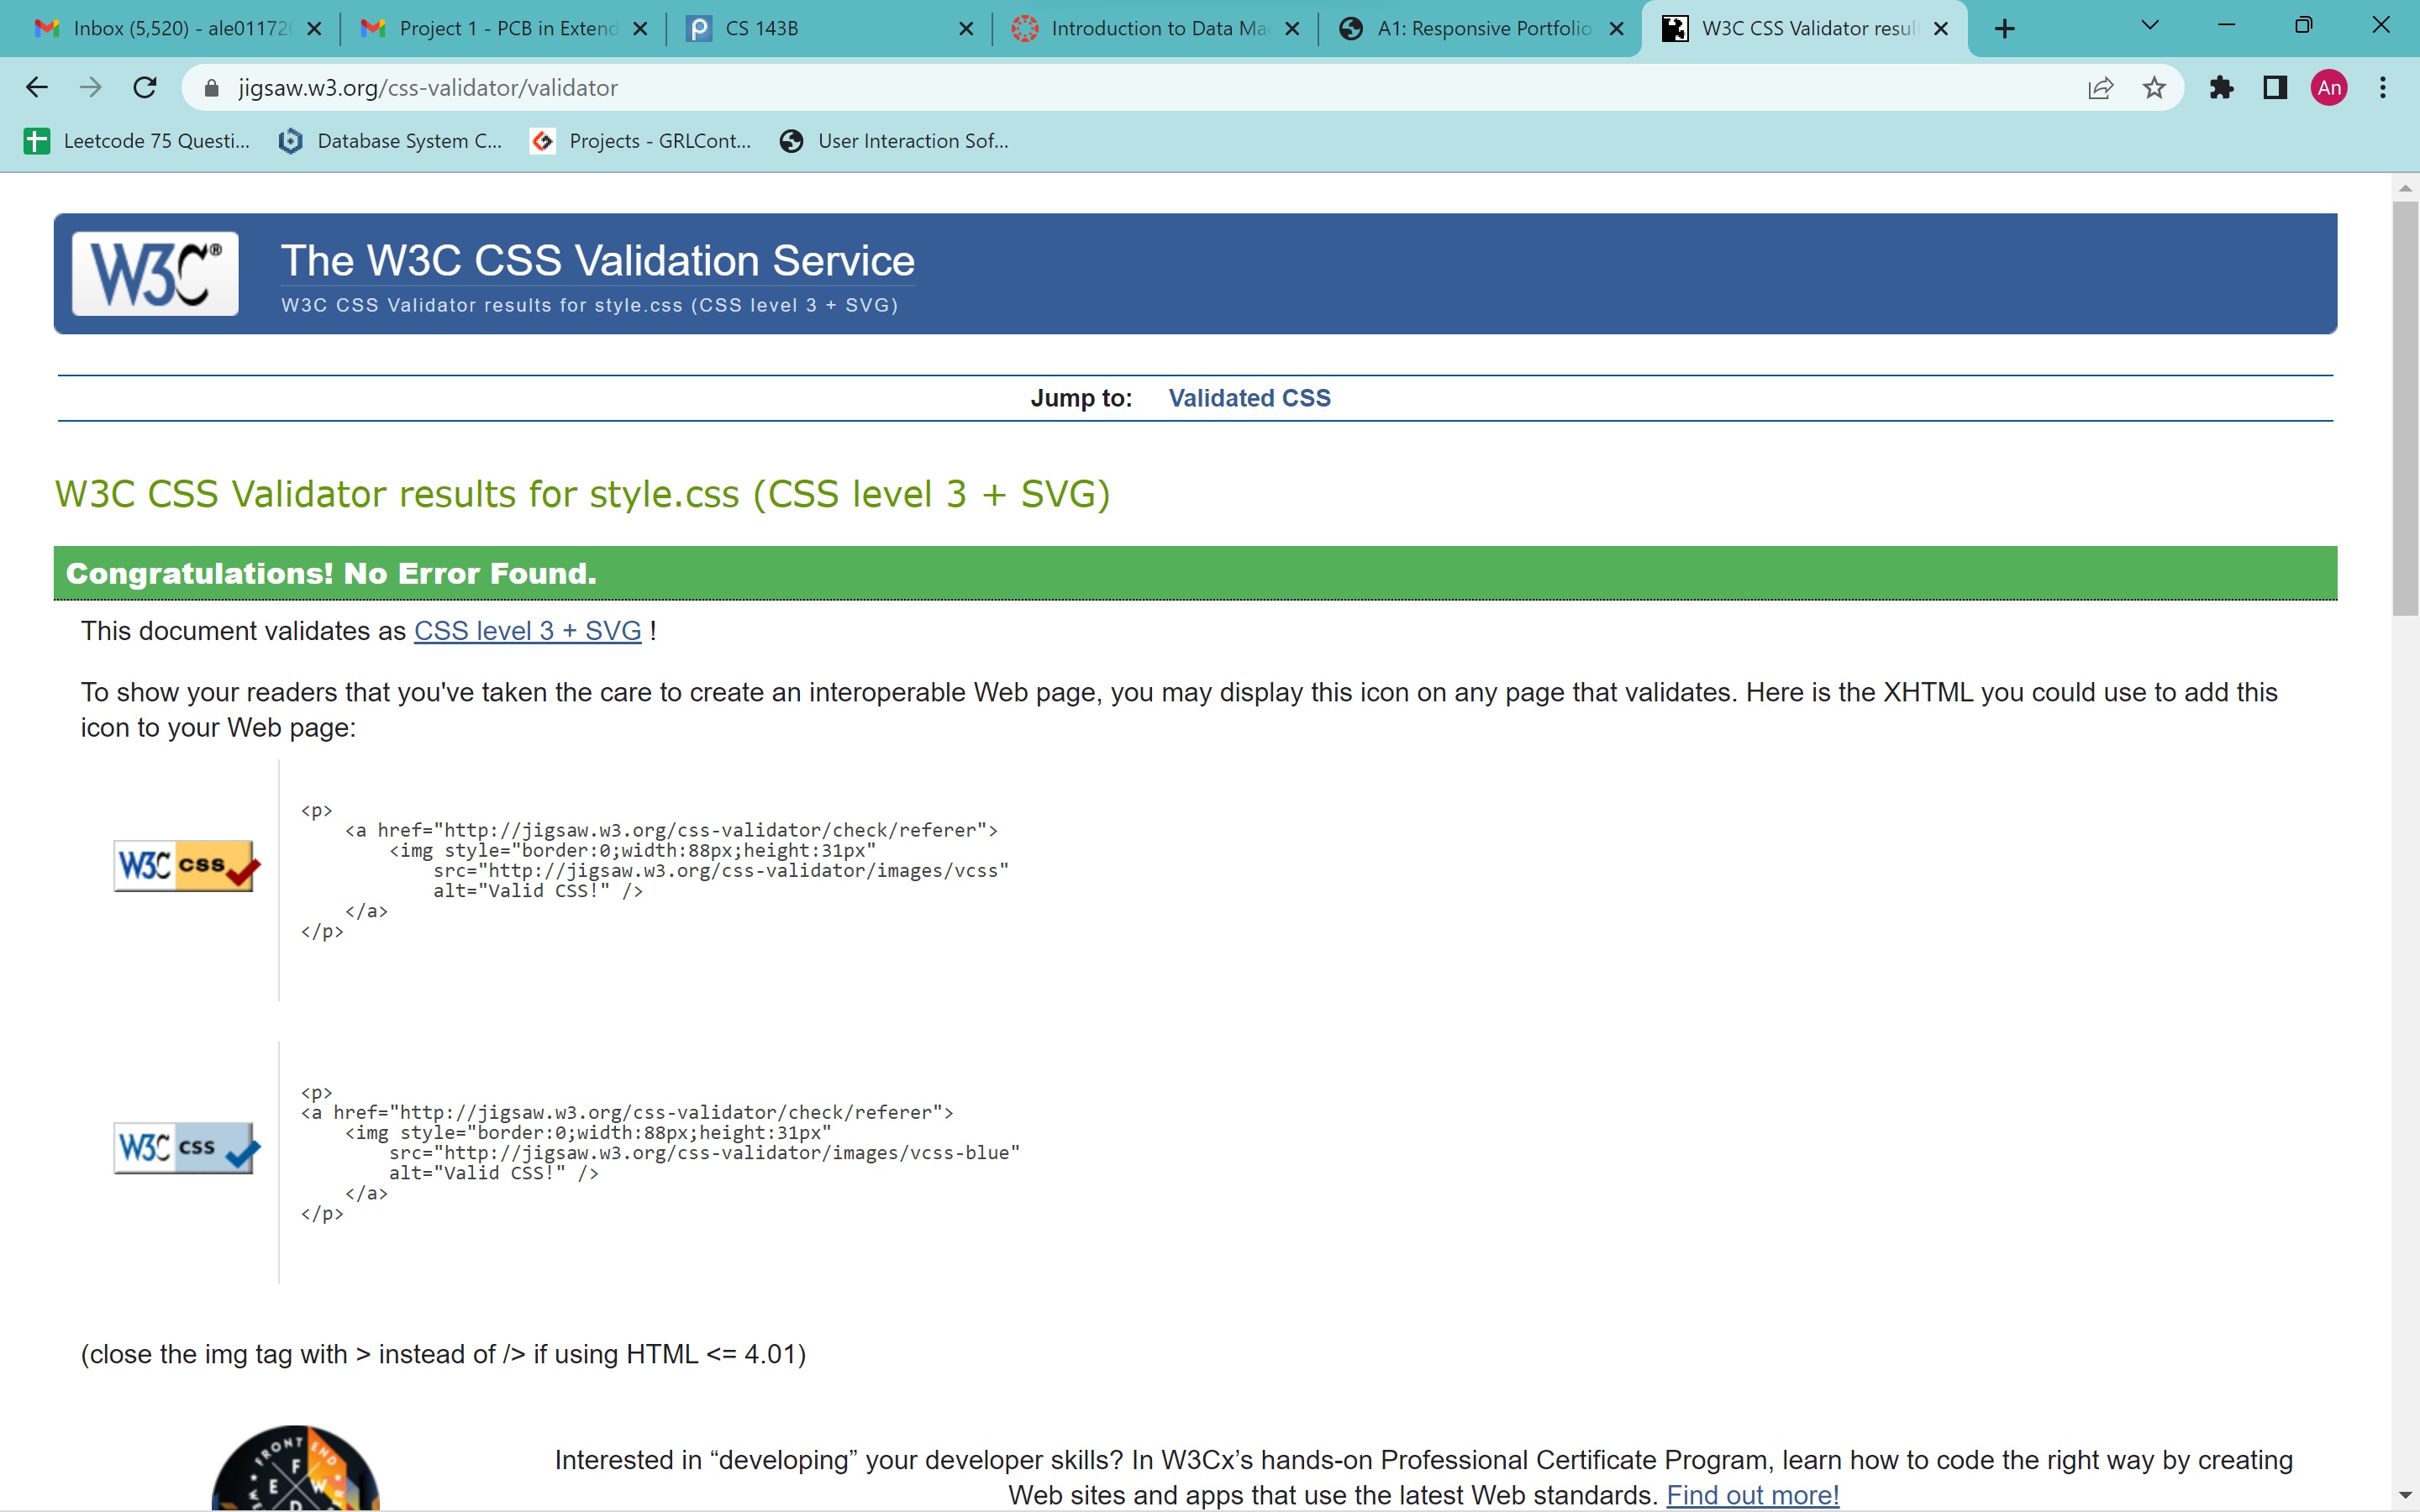 Inbox (5,520) - ale01172
Project 1 - PCB in Extend
CS 143B
Introduction to Data Ma
A1: Responsive Portfolio
W3C CSS Validator resul
jigsaw.w3.org/css-validator/validator
An
Leetcode 75 Questi...
Database System C...
Projects - GRLCont...
User Interaction Sof...
W3C®
The W3C CSS Validation Service
W3C CSS Validator results for style.css (CSS level 3 + SVG)
Jump to: Validated CSS
W3C CSS Validator results for style.css (CSS level 3 + SVG)
Congratulations! No Error Found.
This document validates as CSS level 3 + SVG !
To show your readers that you've taken the care to create an interoperable Web page, you may display this icon on any page that validates. Here is the XHTML you could use to add this
icon to your Web page:
W3C css
<p>
<a href="http://jigsaw.w3.org/css-validator/check/referer">
<img style="border:0;width:88px;height:31px"
src="http://jigsaw.w3.org/css-validator/images/vcss"
alt="Valid CSS!" />
</a>
</p>
W3C css
<p>
<a href="http://jigsaw.w3.org/css-validator/check/referer">
<img style="border:0;width:88px;height:31px"
src="http://jigsaw.w3.org/css-validator/images/vcss-blue"
alt="Valid CSS!" />
</a>
</p>
(close the img tag with > instead of /> if using HTML <= 4.01)
FRONT END
F
E W
D
Interested in “developing” your developer skills? In W3Cx’s hands-on Professional Certificate Program, learn how to code the right way by creating
Web sites and apps that use the latest Web standards. Find out more!